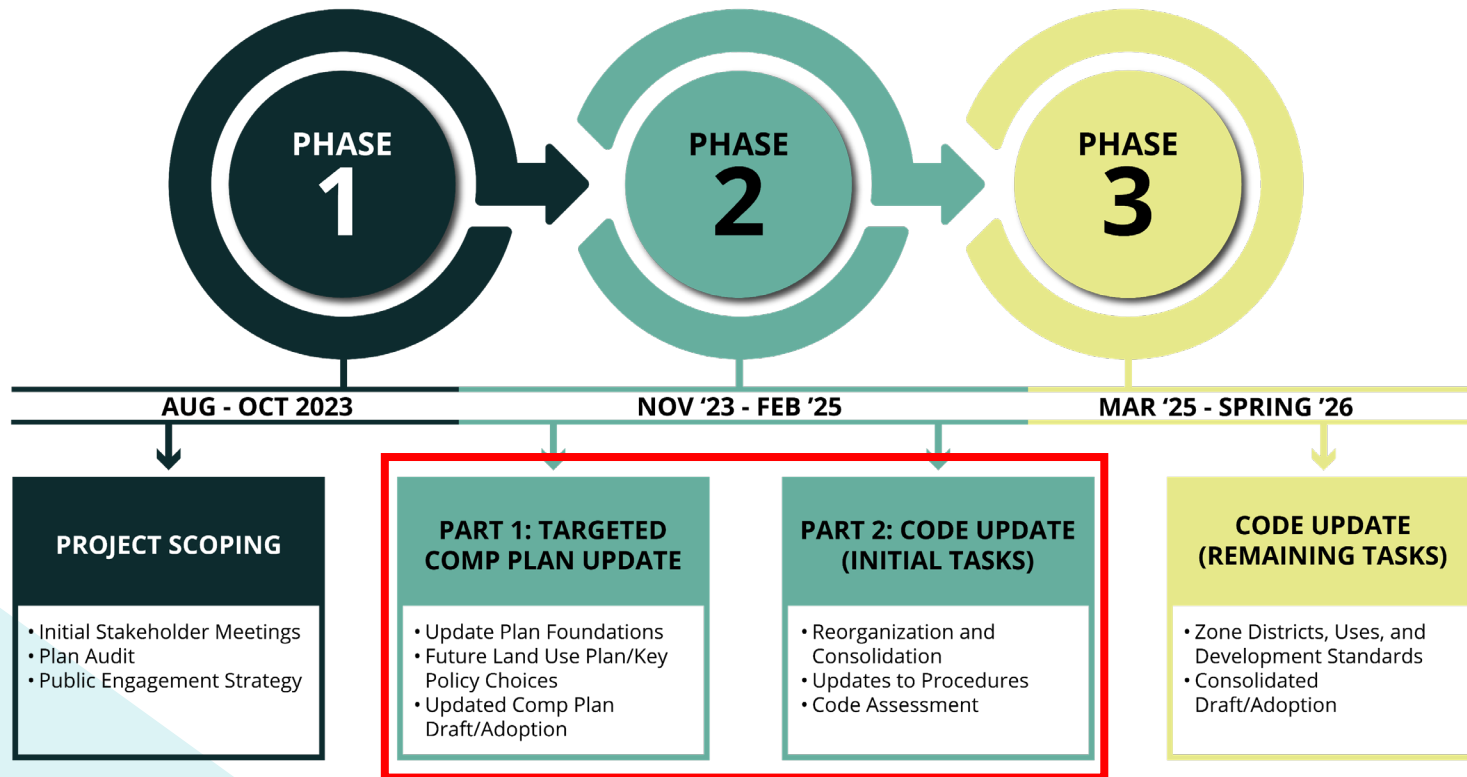 PHASE
1
PHASE
2
PHASE
3
AUG - OCT 2023
NOV ‘23 - FEB ’25
MAR ‘25 - SPRING ’26
PROJECT SCOPING
• Initial Stakeholder Meetings
• Plan Audit
• Public Engagement Strategy
PART 1: TARGETED
COMP PLAN UPDATE
• Update Plan Foundations
• Future Land Use Plan/Key
Policy Choices
• Updated Comp Plan
Draft/Adoption
PART 2: CODE UPDATE
(INITIAL TASKS)
• Reorganization and
Consolidation
• Updates to Procedures
• Code Assessment
CODE UPDATE
(REMAINING TASKS)
• Zone Districts, Uses, and
Development Standards
• Consolidated
Draft/Adoption